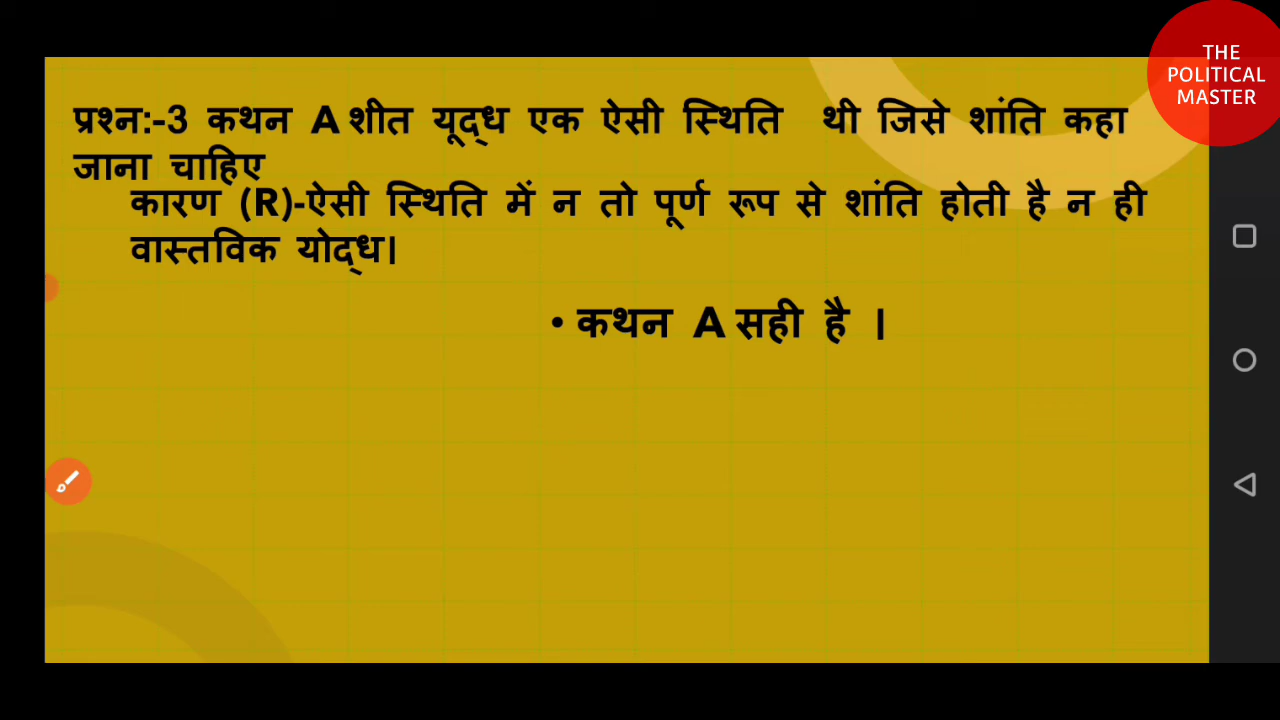 THE
POLITICAL
MASTER
प्रश्न:-3 कथन A शीत यूद्ध एक ऐसी स्थिति थी जिसे शांति कहा
जाना चाहिए
कारण (R)-ऐसी स्थिति में न तो पूर्ण रूप से शांति होती है न ही
वास्तविक योद्ध।
• कथन A सही है ।